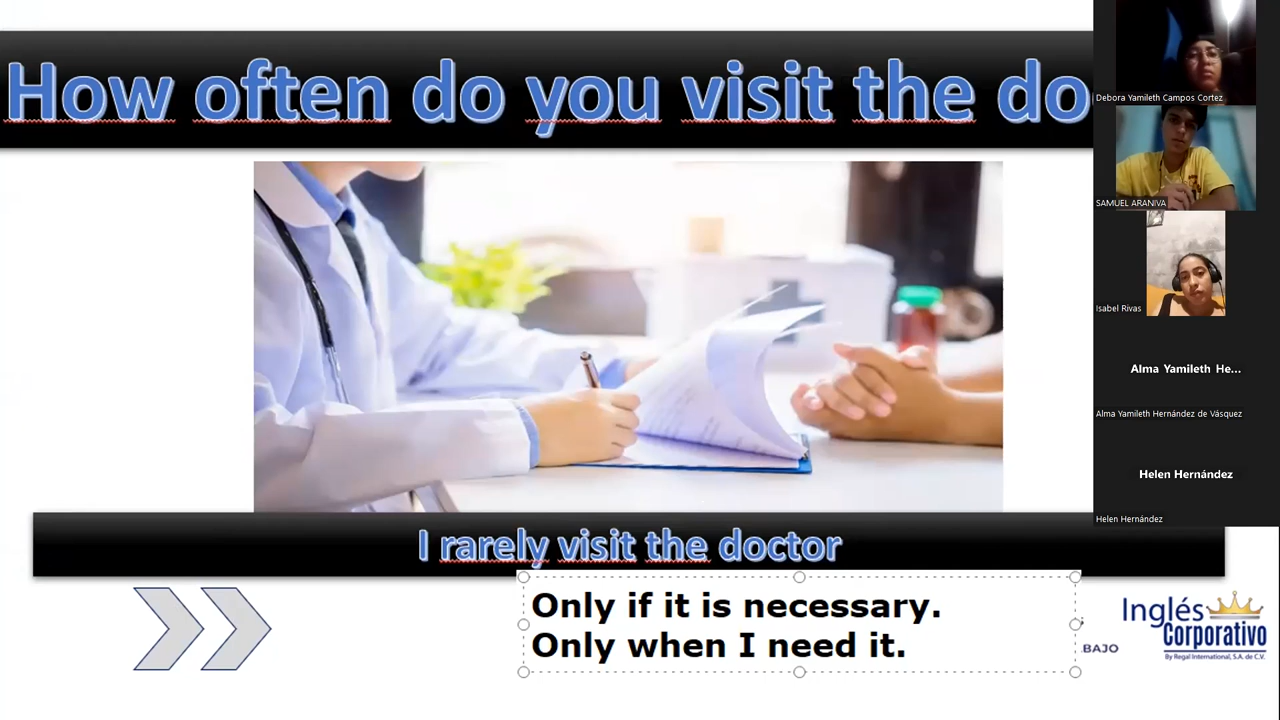 How often do you visit the do
Debora Yamileth Campos Cortez
SAMUEL ARANIVA
Isabel Rivas
Alma Yamileth He...
Alma Yamileth Hernández de Vásquez
Helen Hernández
Helen Hernández
I rarely visit the doctor
Only if it is necessary.
Only when I need it.
BAJO
Inglés
Corporativo
By Regal International, S.A. de C.V.